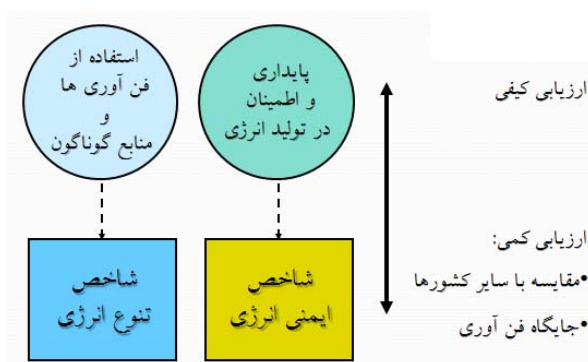 استفاده از
فن آوری ها
و
منابع گوناگون
پایداری
و اطمینان
در تولید انرژی
ارزیابی کیفی
شاخص
تنوع انرژی
شاخص
ایمنی انرژی
ارزیابی کمی:
•مقایسه با سایر کشورها
•جایگاه فن آوری